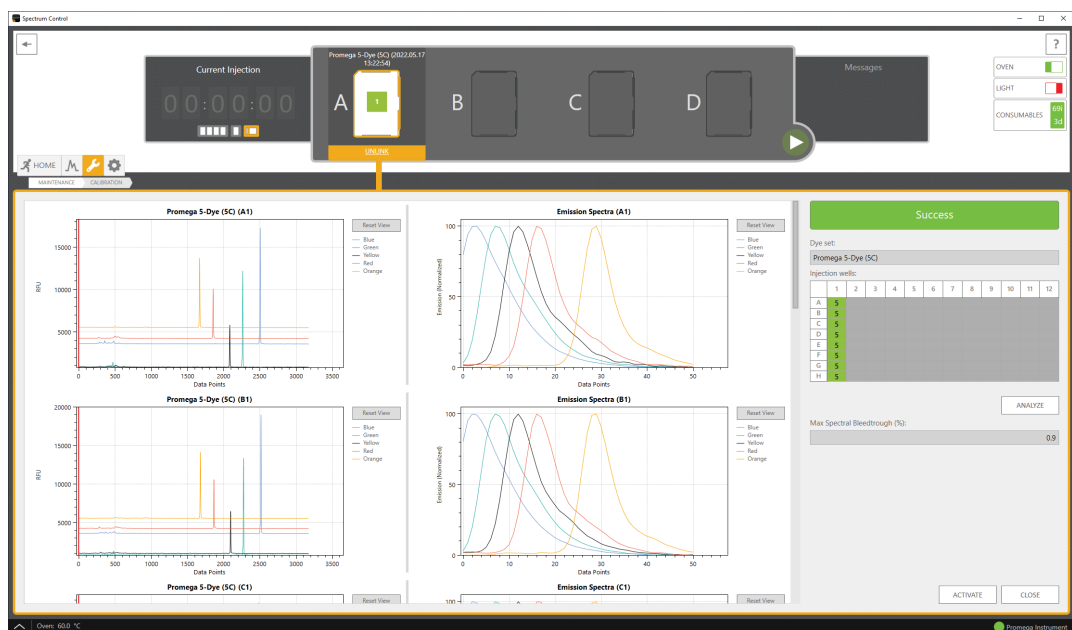 Spectrum Control
?
Current Injection
00:00:00
Promega 5-Dye (5C) (2022.05.17
13:22:54)
A
1
UNLINK
B
C
D
Messages
OVEN
LIGHT
CONSUMABLES
69i
3d
HOME
MAINTENANCE
CALIBRATION
Promega 5-Dye (5C) (A1)
RFU
15000
10000
5000
0
500
1000
1500
2000
2500
3000
3500
Data Points
Reset View
Blue
Green
Yellow
Red
Orange
Emission Spectra (A1)
Emission (Normalized)
100
50
0
0
10
20
30
40
50
Data Points
Reset View
Blue
Green
Yellow
Red
Orange
Promega 5-Dye (5C) (B1)
RFU
20000
15000
10000
5000
0
500
1000
1500
2000
2500
3000
3500
Data Points
Reset View
Blue
Green
Yellow
Red
Orange
Emission Spectra (B1)
Emission (Normalized)
100
50
0
0
10
20
30
40
50
Data Points
Reset View
Blue
Green
Yellow
Red
Orange
Promega 5-Dye (5C) (C1)
Reset View
Emission Spectra (C1)
100
Reset View
Success
Dye set:
Promega 5-Dye (5C)
Injection wells:
1 2 3 4 5 6 7 8 9 10 11 12
A 5
B 5
C 5
D 5
E 5
F 5
G 5
H 5
ANALYZE
Max Spectral Bleedtrough (%):
0.9
ACTIVATE
CLOSE
Oven: 60.0 °C
Promega Instrument